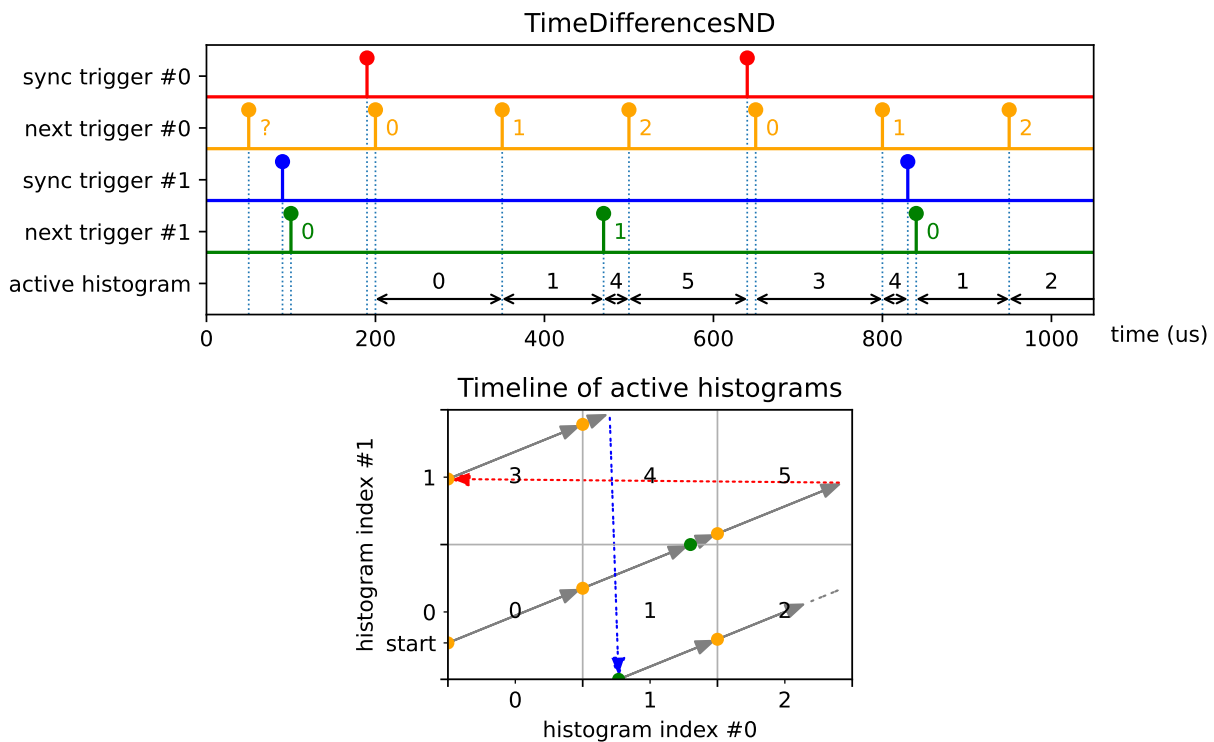 TimeDifferencesND
sync trigger #0
next trigger #0 ? 0 1 2 0 1 2
sync trigger #1
next trigger #1 0 1 0
active histogram 0 1 4 5 3 4 1 2
0 200 400 600 800 1000 time (us)
Timeline of active histograms
histogram index #1
1 3 4 5
0 0 1 2
start
0 1 2
histogram index #0